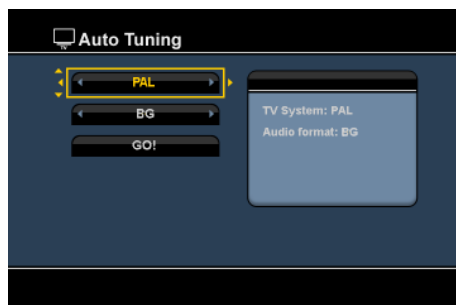 Auto Tuning
PAL
BG
GO!
TV System: PAL
Audio format: BG